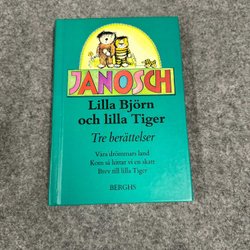 JANOSCH
Lilla Björn
och lilla Tiger
Tre berättelser
Våra drömmars land
Kom så letar vi en skatt
Brev till lilla Tiger
BERGHS